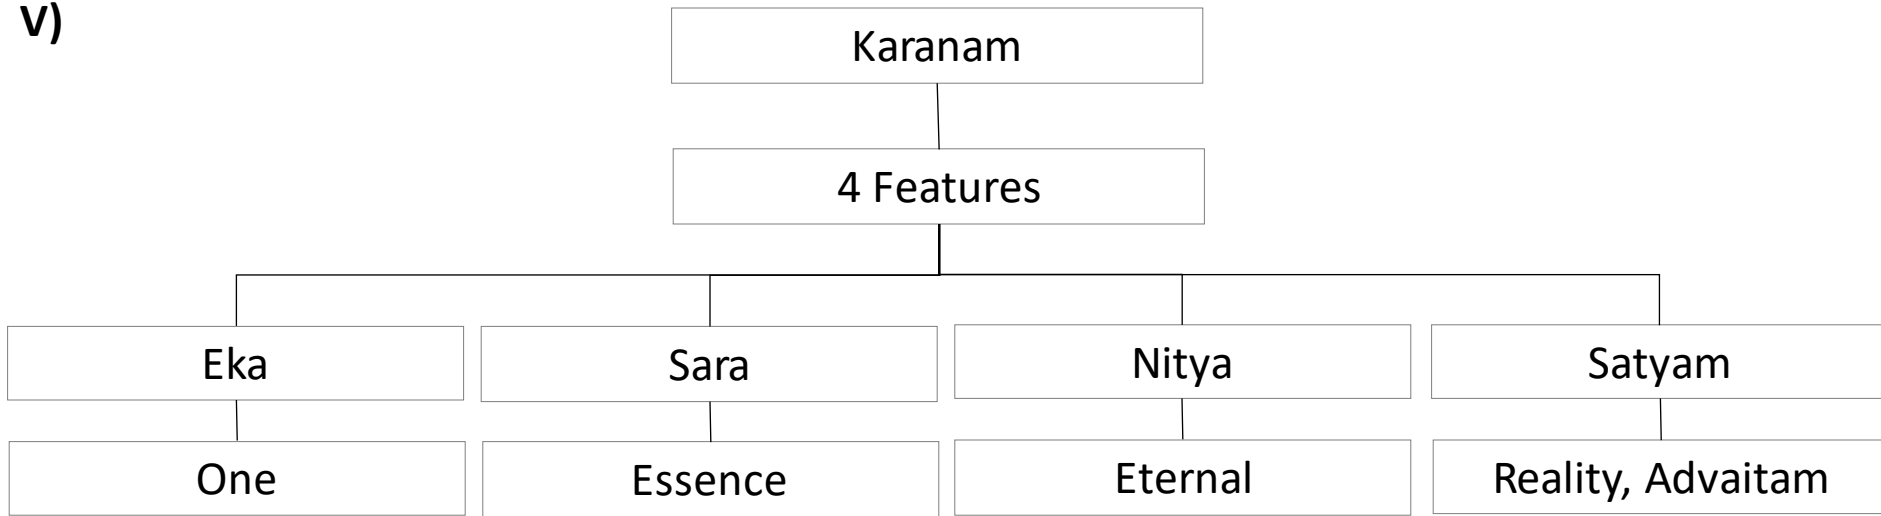 V)
Karanam
4 Features
Eka
Sara
Nitya
Satyam
One
Essence
Eternal
Reality, Advaitam